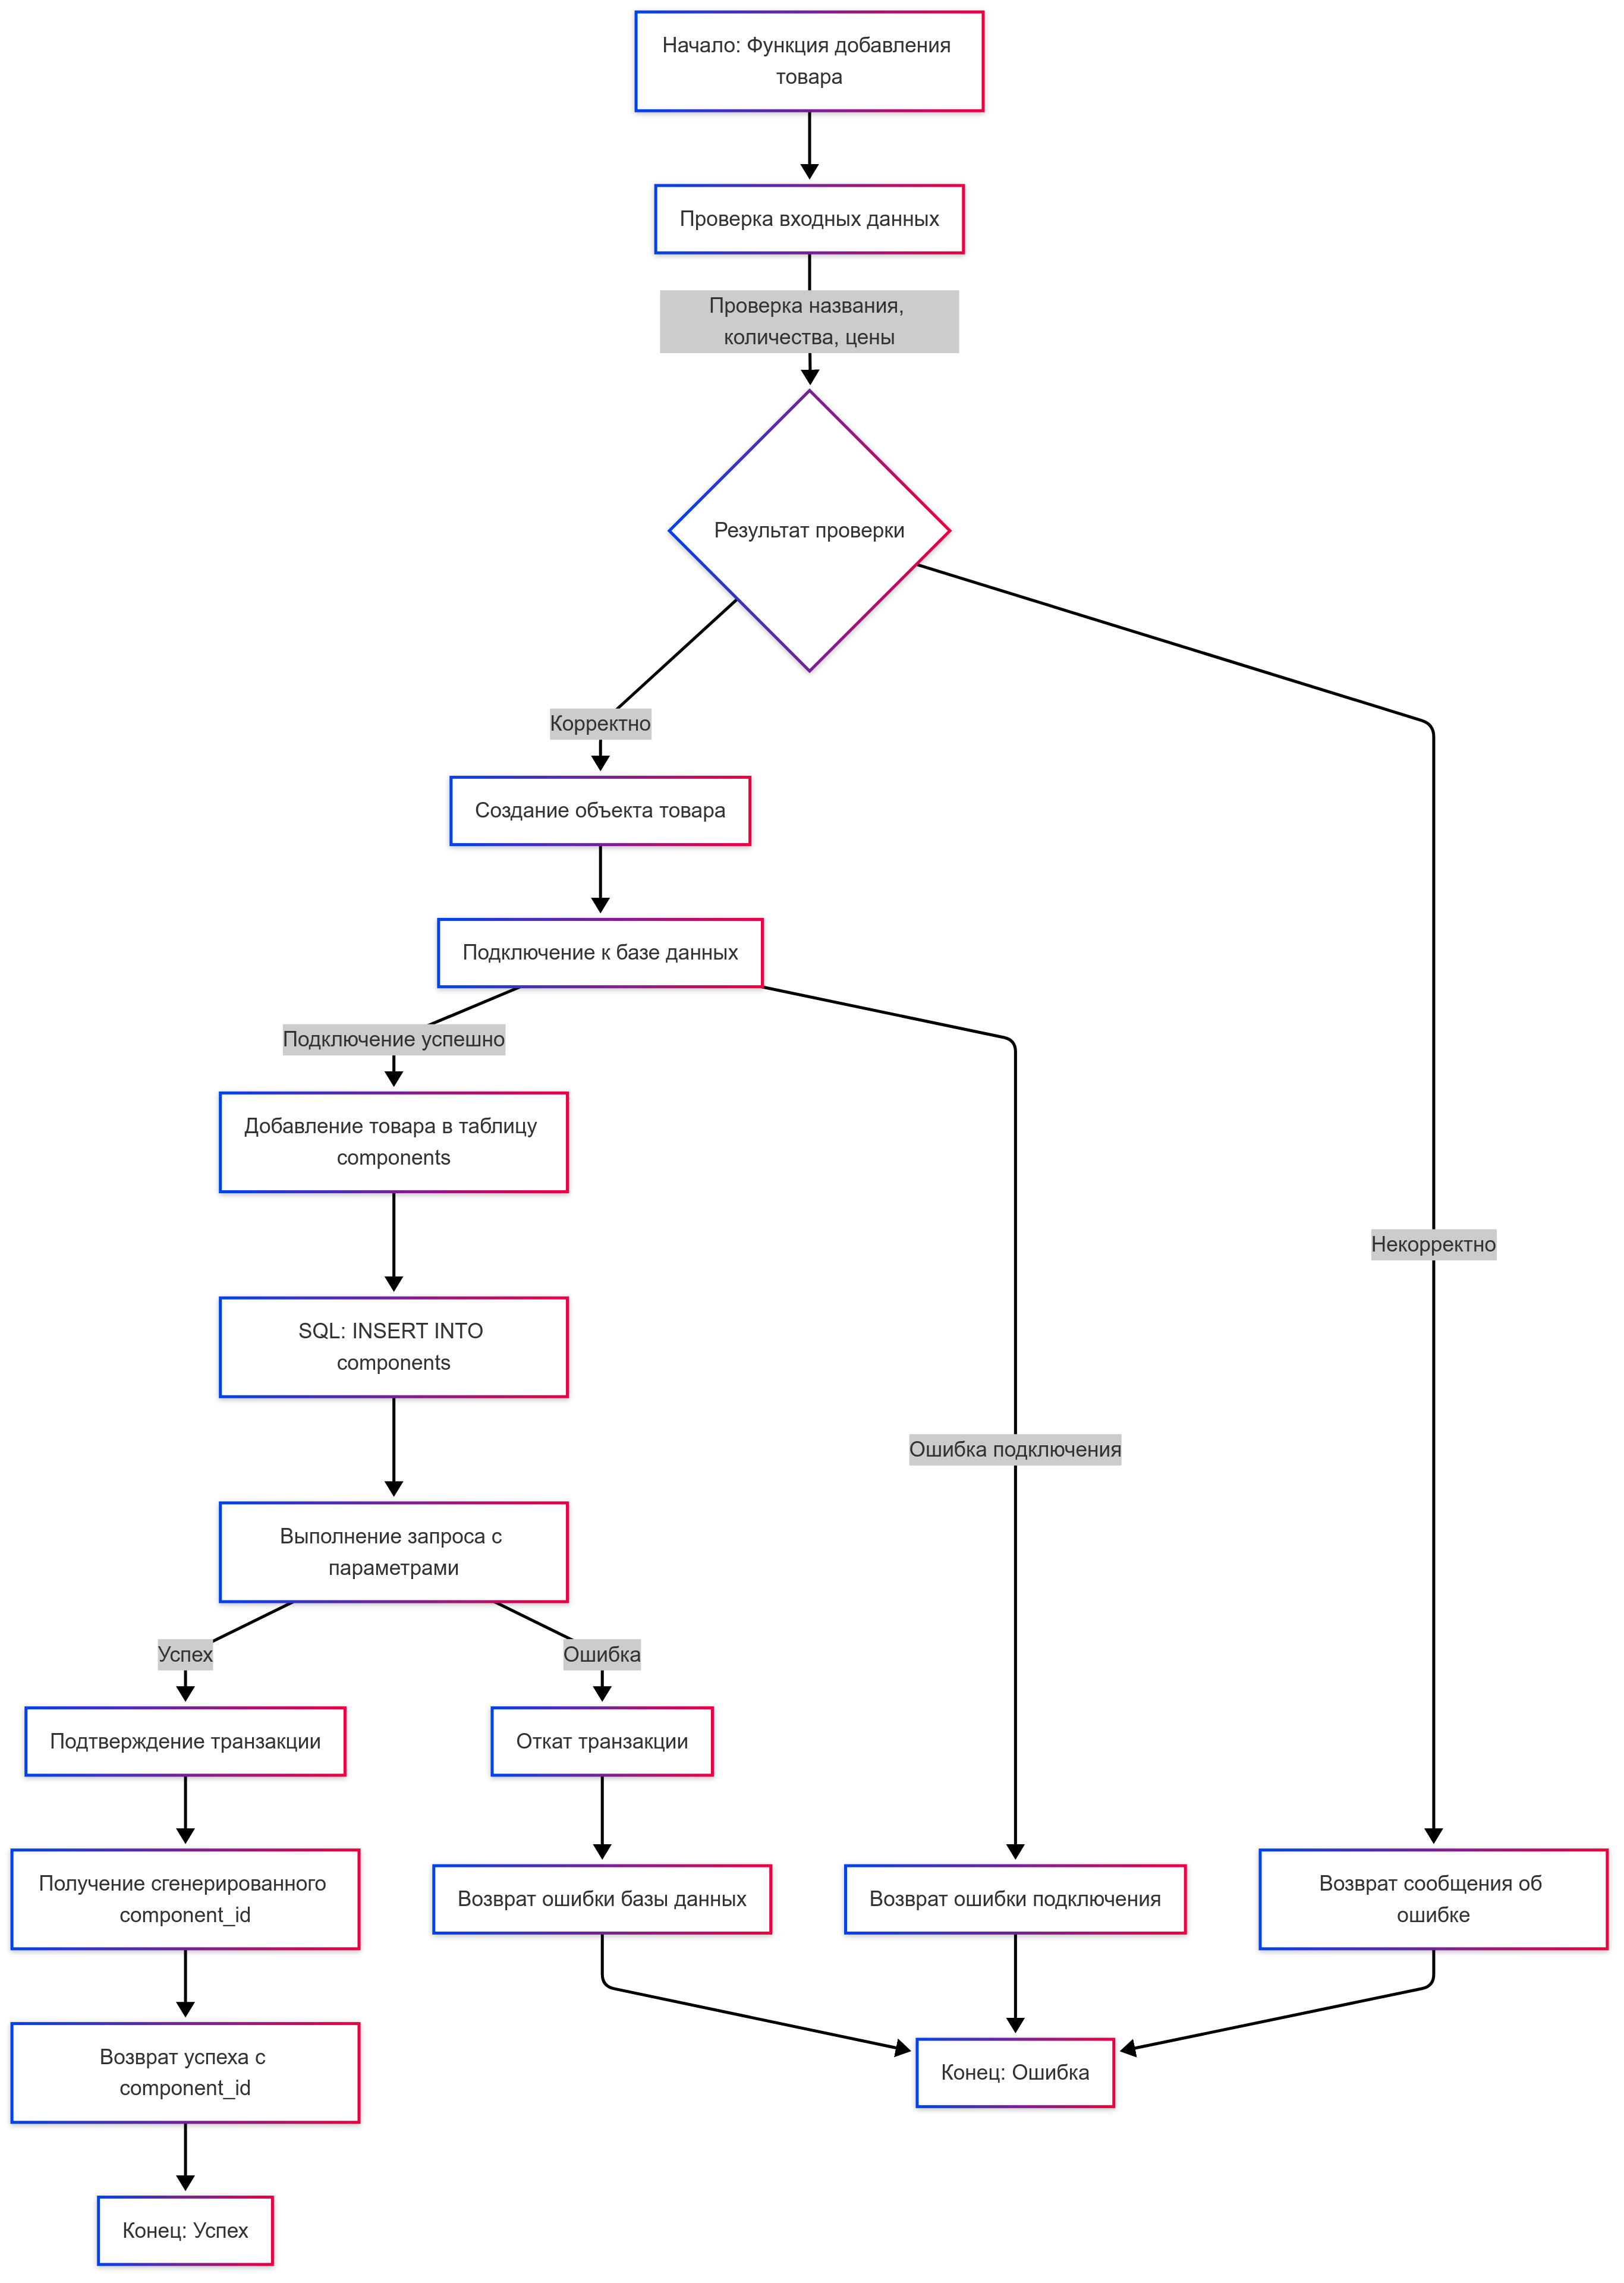 Начало: Функция добавления
товара
Проверка входных данных
Проверка названия,
количества, цены
Результат проверки
Корректно
Создание объекта товара
Подключение к базе данных
Подключение успешно
Добавление товара в таблицу
components
Некорректно
SQL: INSERT INTO
components
Ошибка подключения
Выполнение запроса с
параметрами
Успех
Ошибка
Подтверждение транзакции
Откат транзакции
Получение сгенерированного
component_id
Возврат ошибки базы данных
Возврат ошибки подключения
Возврат сообщения об
ошибке
Возврат успеха с
component_id
Конец: Ошибка
Конец: Успех